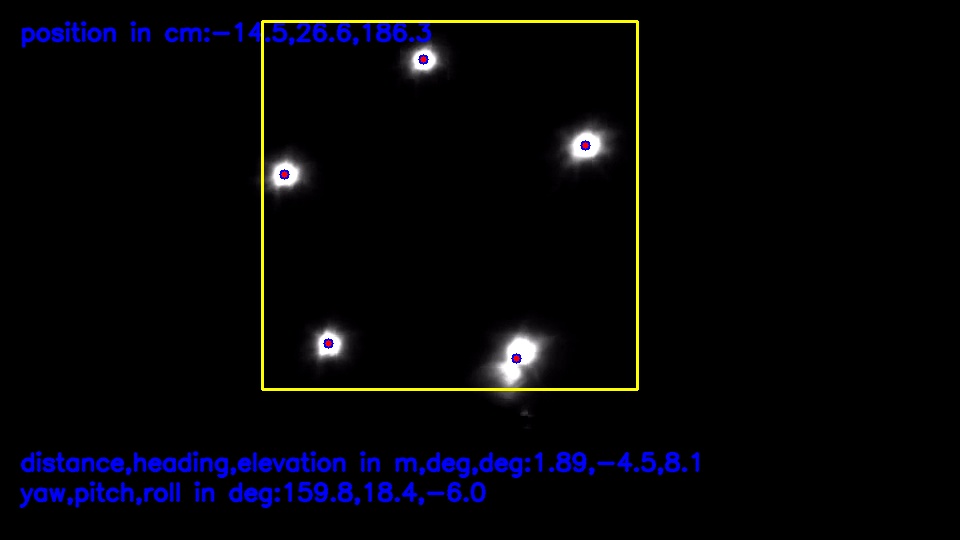 position in cm:-14.5,26.6,186.3
distance,heading,elevation in m,deg,deg:1.89,-4.5,8.1
yaw,pitch,roll in deg:159.8,18.4,-6.0